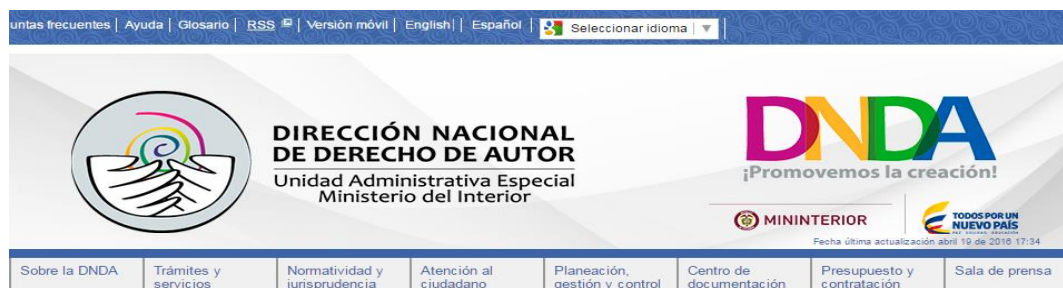 untas frecuentes | Ayuda | Glosario | RSS | Versión móvil | English | | Español | Seleccionar idioma | ▼
DIRECCIÓN NACIONAL
DE DERECHO DE AUTOR
Unidad Administrativa Especial
Ministerio del Interior
DNDA
¡Promovemos la creación!
MININTERIOR
TODOS POR UN
NUEVO PAÍS
PAZ EQUIDAD EDUCACIÓN
Fecha última actualización abril 19 de 2016 17:34
Sobre la DNDA
Trámites y
servicios
Normatividad y
jurisprudencia
Atención al
ciudadano
Planeación,
gestión y control
Centro de
documentación
Presupuesto y
contratación
Sala de prensa